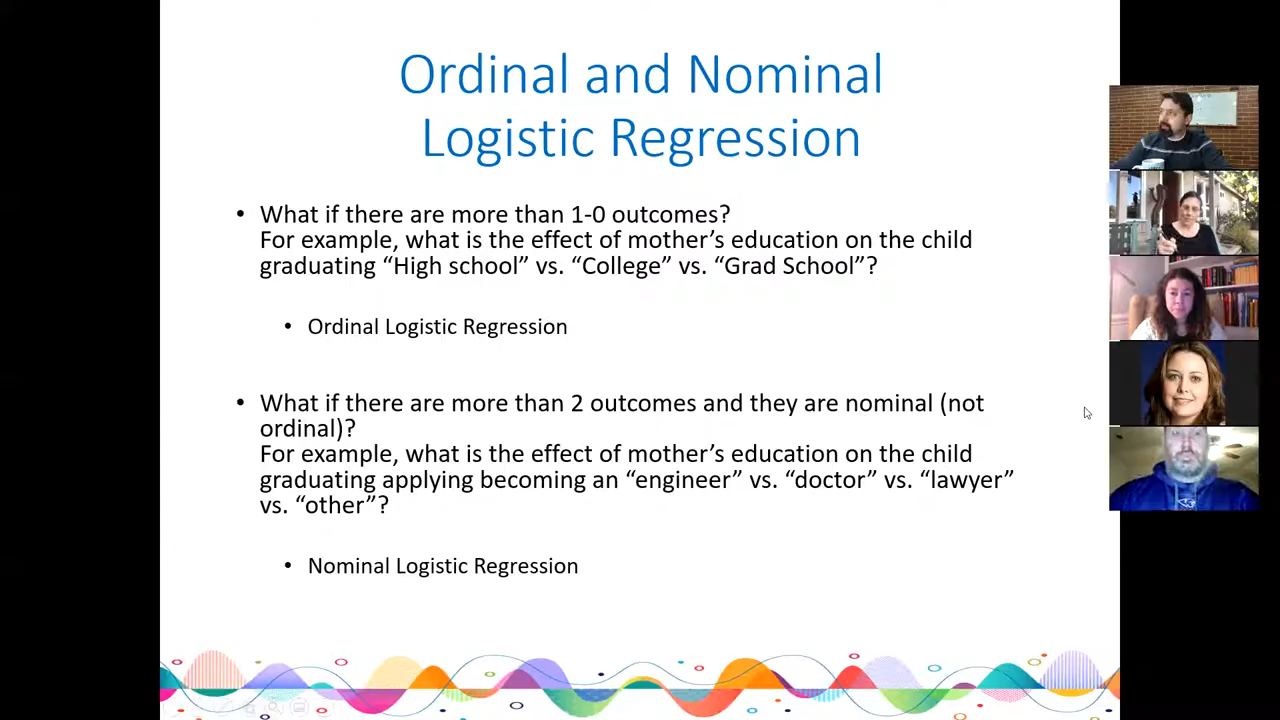 Ordinal and Nominal
Logistic Regression
• What if there are more than 1-0 outcomes?
For example, what is the effect of mother’s education on the child
graduating “High school” vs. “College” vs. “Grad School”?
• Ordinal Logistic Regression
• What if there are more than 2 outcomes and they are nominal (not
ordinal)?
For example, what is the effect of mother’s education on the child
graduating applying becoming an “engineer” vs. “doctor” vs. “lawyer”
vs. “other”?
• Nominal Logistic Regression